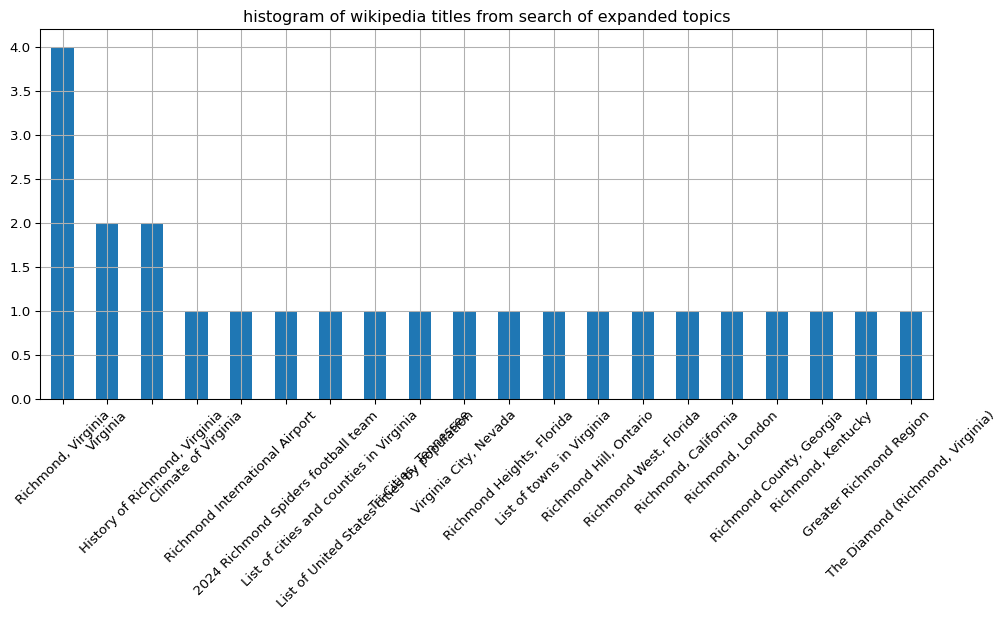 histogram of wikipedia titles from search of expanded topics
4.0
3.5
3.0
2.5
2.0
1.5
1.0
0.5
0.0
Richmond, Virginia
Virginia
History of Richmond, Virginia
Climate of Virginia
Richmond International Airport
2024 Richmond Spiders football team
List of cities and counties in Virginia
List of United States cities by population
Tri-Cities, Tennessee
Virginia City, Nevada
Richmond Heights, Florida
List of towns in Virginia
Richmond Hill, Ontario
Richmond West, Florida
Richmond, California
Richmond, London
Richmond County, Georgia
Richmond, Kentucky
Greater Richmond Region
The Diamond (Richmond, Virginia)